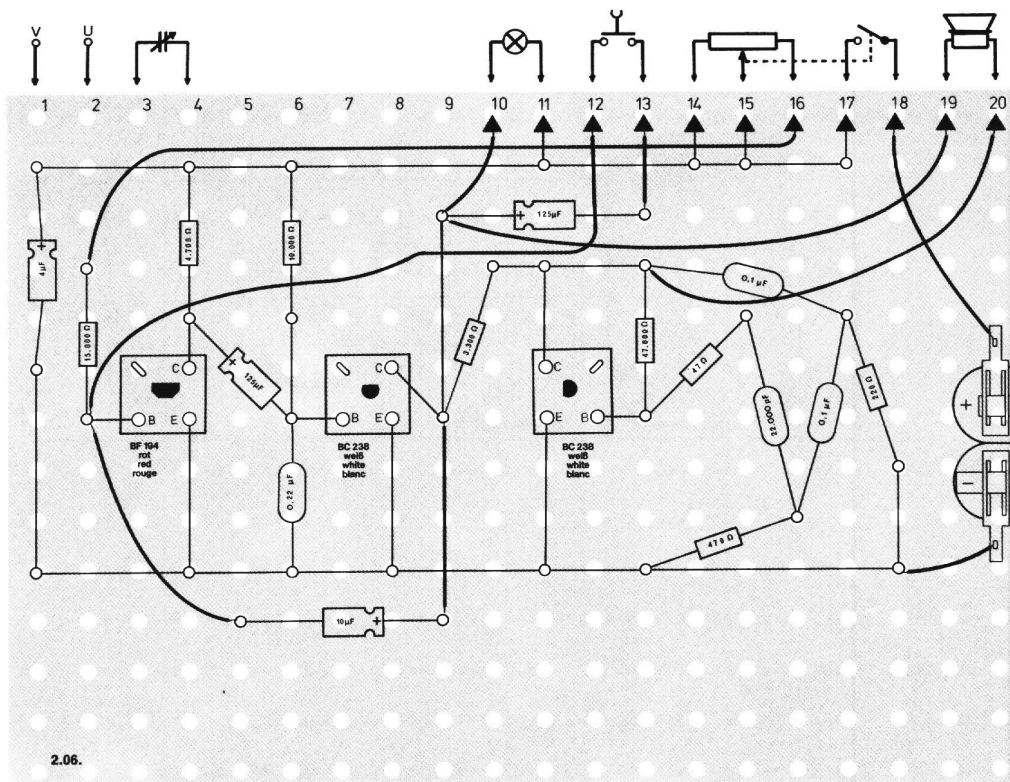 V U
1 2 3 4 5 6 7 8 9 10 11 12 13 14 15 16 17 18 19 20
+ 125µF
+ 4µF
4,700 Ω
10,000 Ω
0,1 µF
15,000 Ω
3,300 Ω
47,000 Ω
+ 125µF
47 Ω
22,000 pF
0,1 µF
220 Ω
C
B E
BF 194
rot
red
rouge
C
B E
BC 238
weiß
white
blanc
C
E B
BC 238
weiß
white
blanc
+
−
0,22 µF
470 Ω
10µF +
2.06.